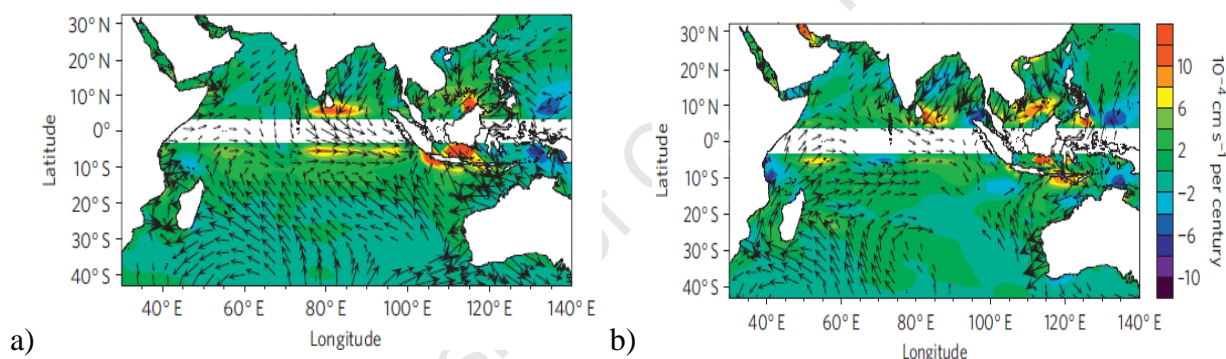 30° N
20° N
10° N
0°
10° S
20° S
30° S
40° S
Latitude
40° E
60° E
80° E
100° E
120° E
140° E
Longitude
a)
30° N
20° N
10° N
0°
10° S
20° S
30° S
40° S
Latitude
40° E
60° E
80° E
100° E
120° E
140° E
Longitude
b)
10
6
2
−2
−6
−10
10⁻⁴ cm s⁻¹ per century